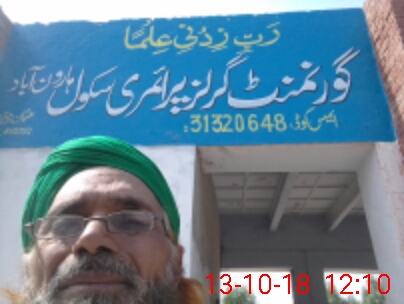 رَبِّ زِدْنِي عِلْمًا
گورنمنٹ گرلز پرائمری سکول ہارون آباد
ایمس کوڈ: 31320648
13-10-18 12:10